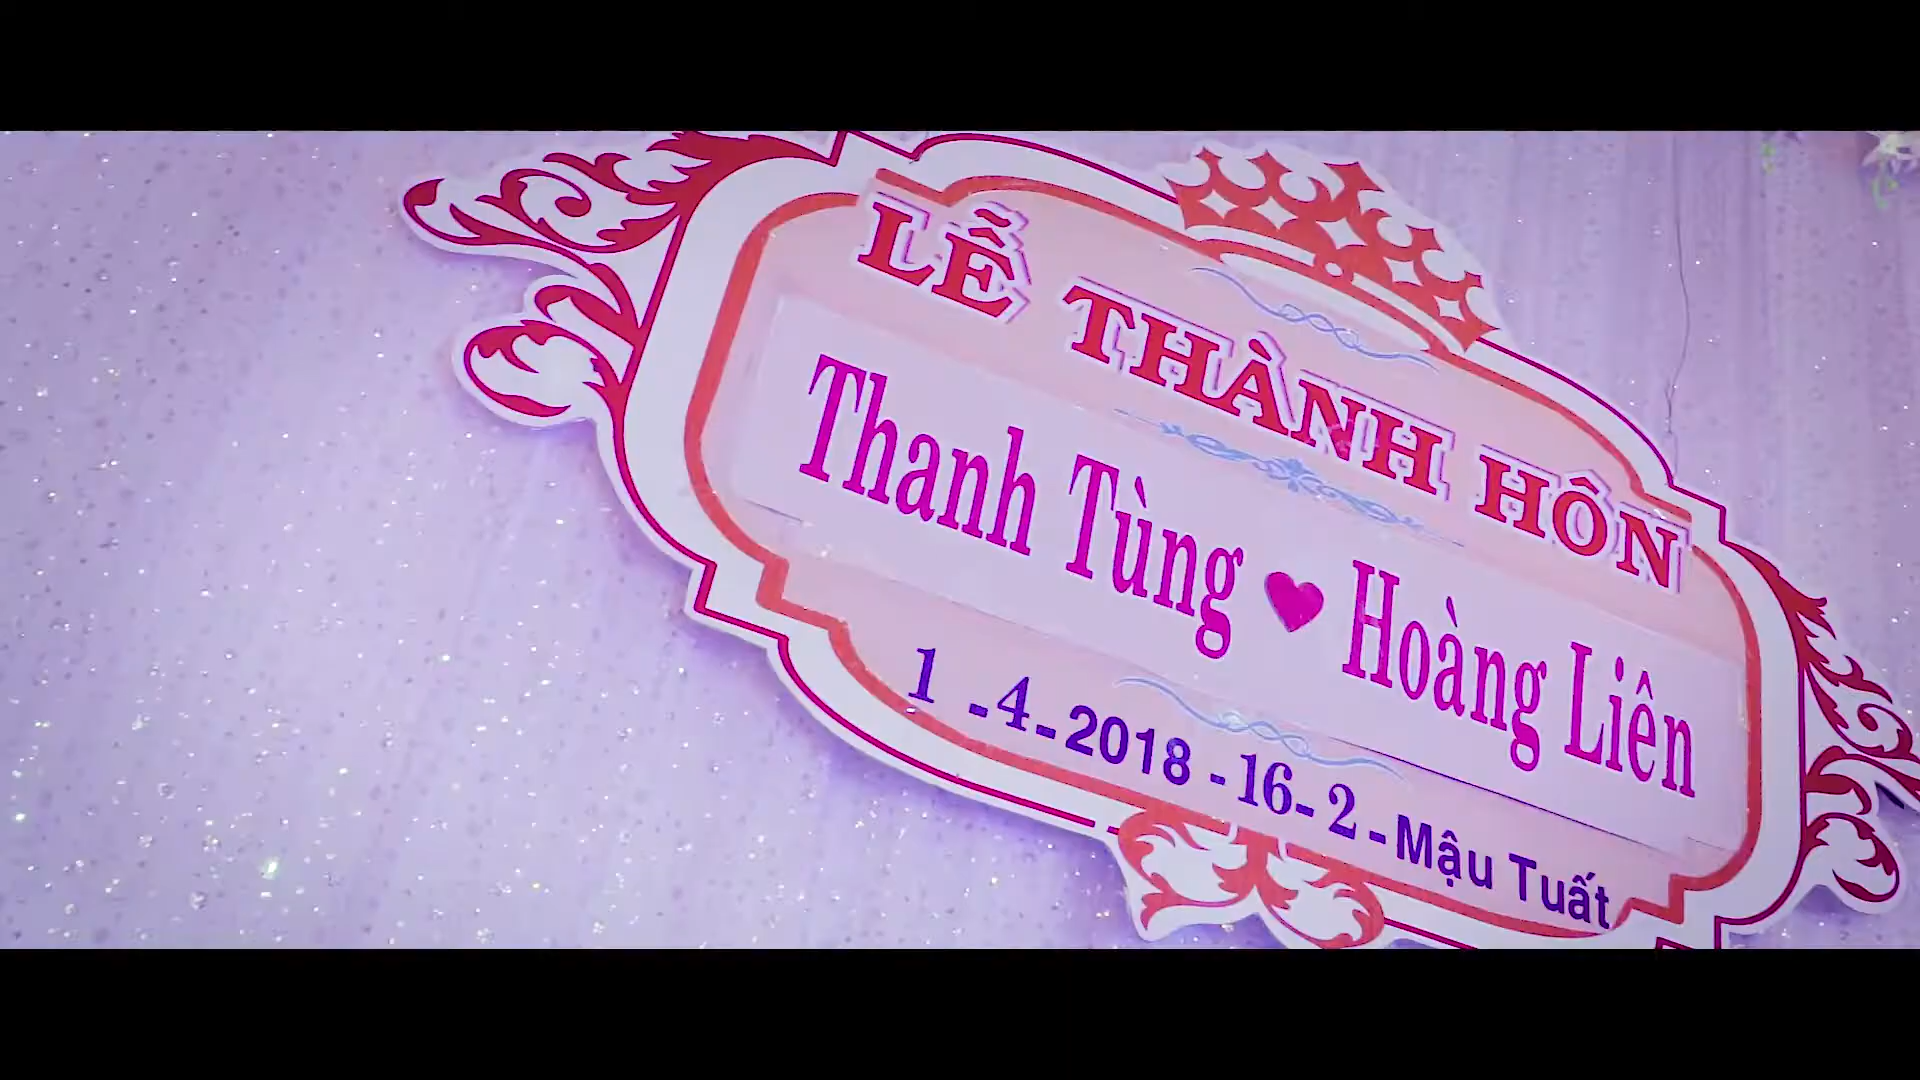 LỄ THÀNH HÔN
Thanh Tùng ♥ Hoàng Liên
1 - 4 - 2018 - 16 - 2 - Mậu Tuất